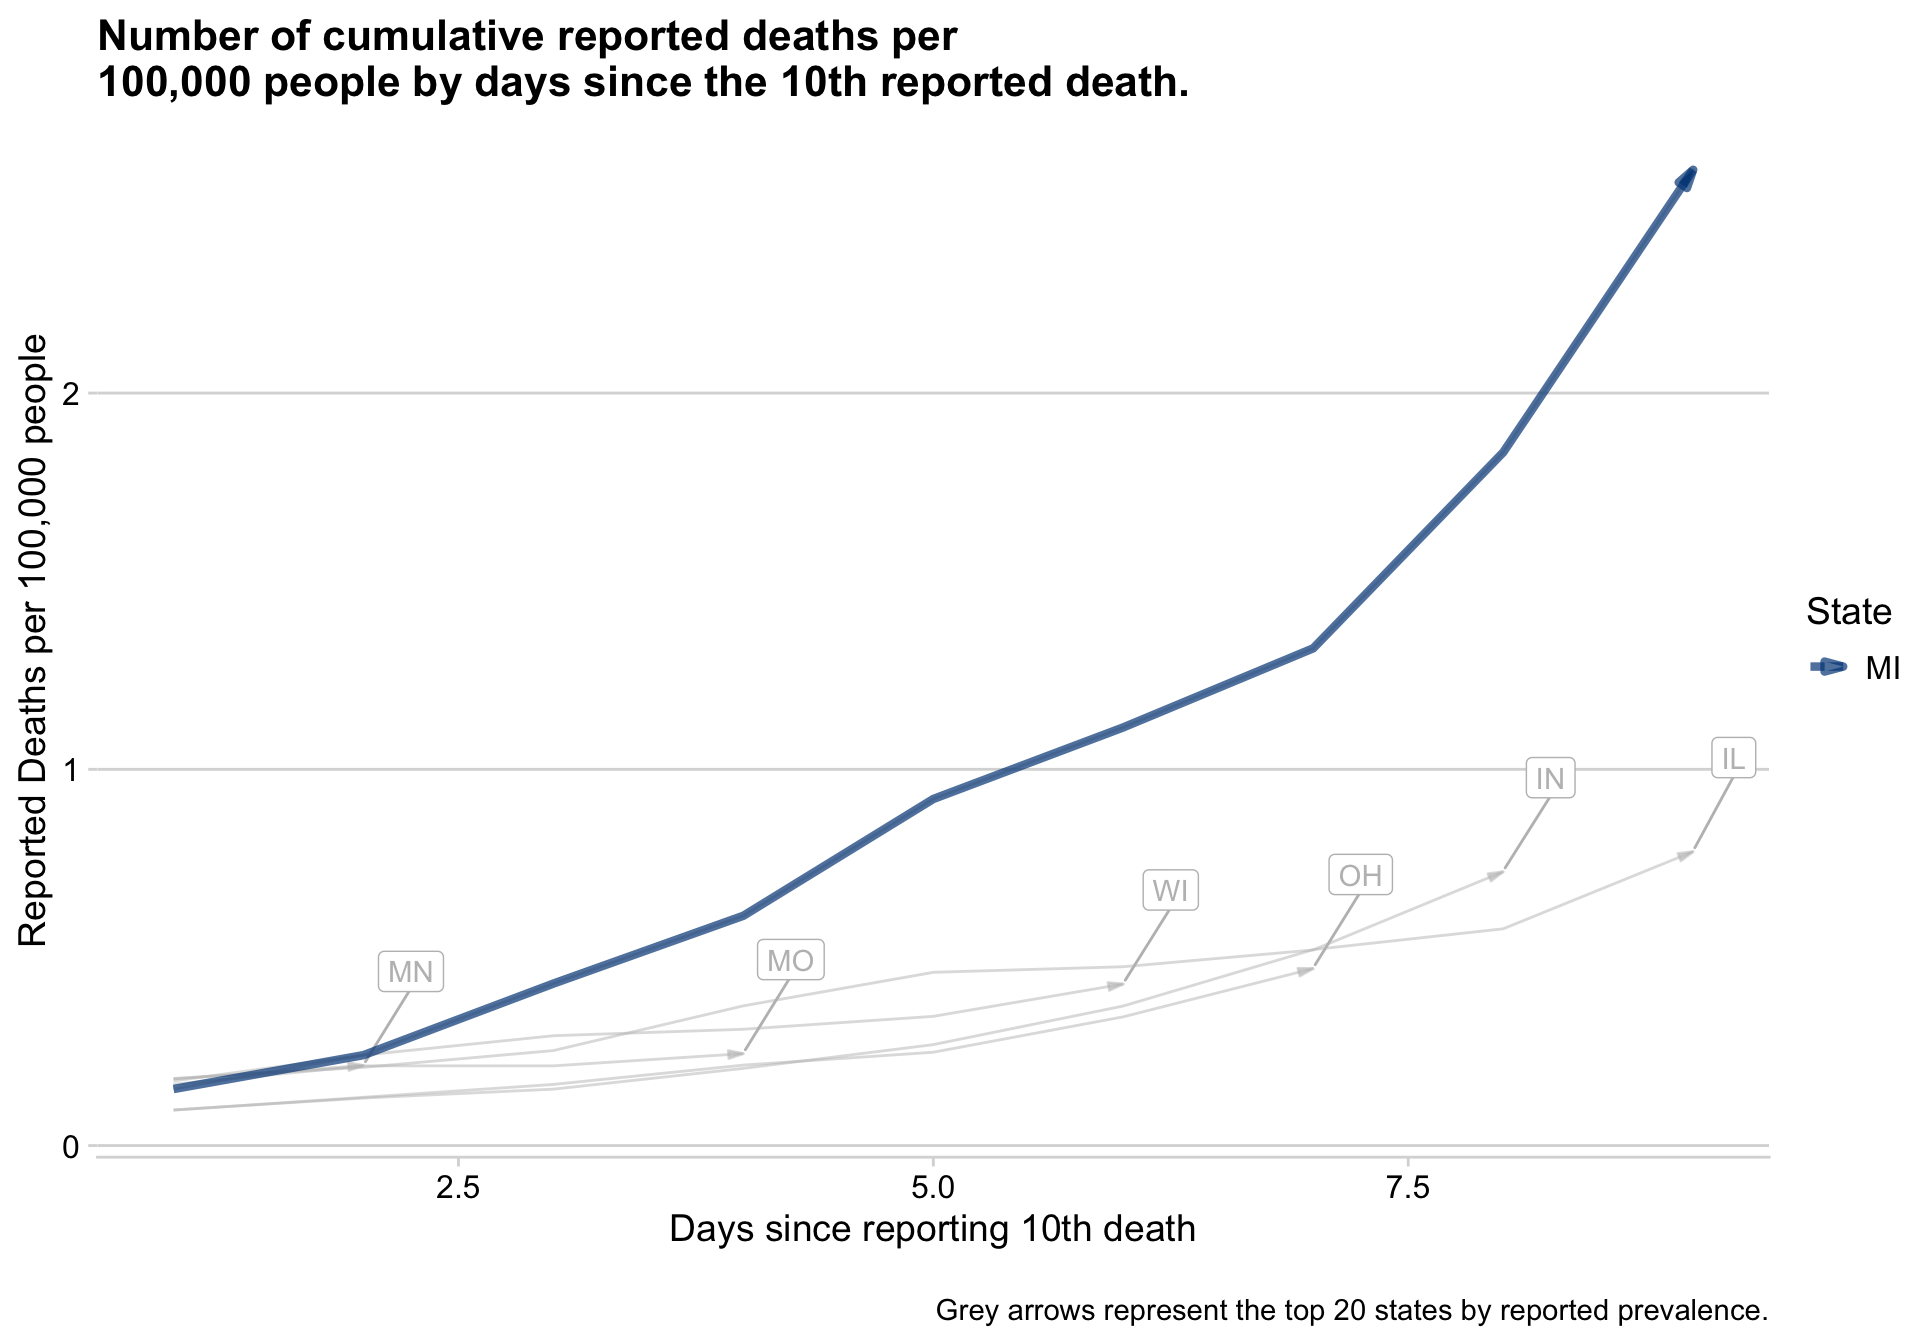 Number of cumulative reported deaths per
100,000 people by days since the 10th reported death.
Reported Deaths per 100,000 people
2
1
0
MN
MO
WI
OH
IN
IL
State
MI
2.5
5.0
7.5
Days since reporting 10th death
Grey arrows represent the top 20 states by reported prevalence.